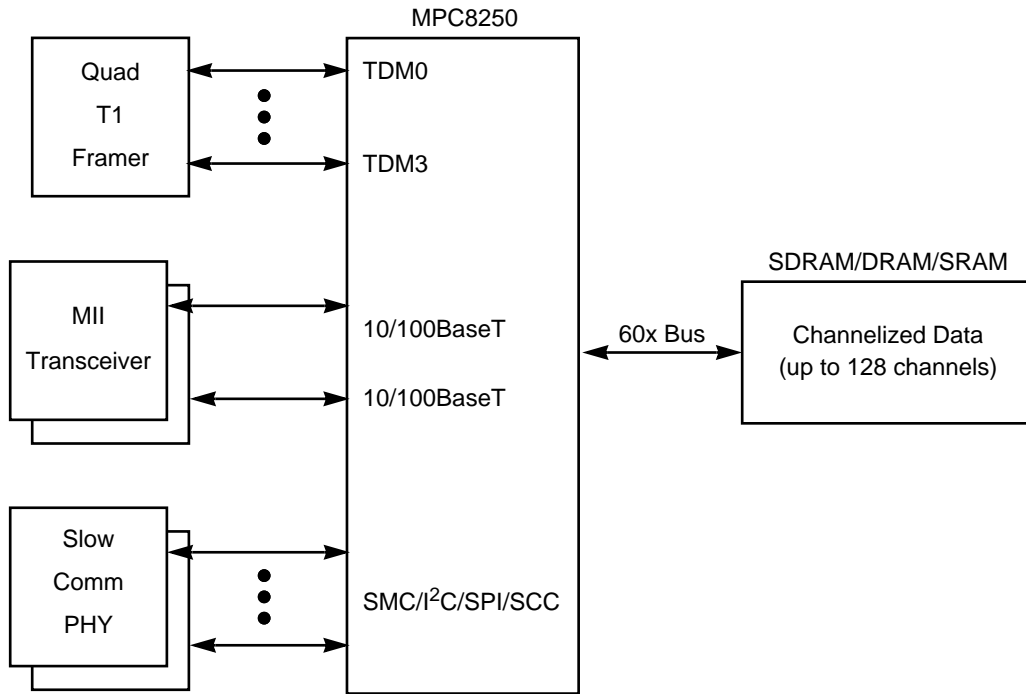 MPC8250
Quad
T1
Framer
TDM0
TDM3
MII
Transceiver
10/100BaseT
10/100BaseT
60x Bus
SDRAM/DRAM/SRAM
Channelized Data
(up to 128 channels)
Slow
Comm
PHY
SMC/I²C/SPI/SCC